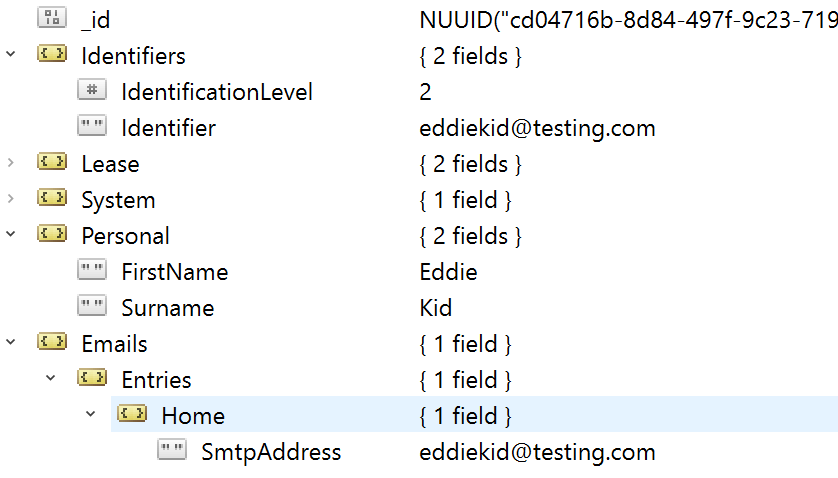 _id NUUID("cd04716b-8d84-497f-9c23-719
Identifiers { 2 fields }
# IdentificationLevel 2
"" Identifier eddiekid@testing.com
Lease { 2 fields }
System { 1 field }
Personal { 2 fields }
"" FirstName Eddie
"" Surname Kid
Emails { 1 field }
Entries { 1 field }
Home { 1 field }
"" SmtpAddress eddiekid@testing.com